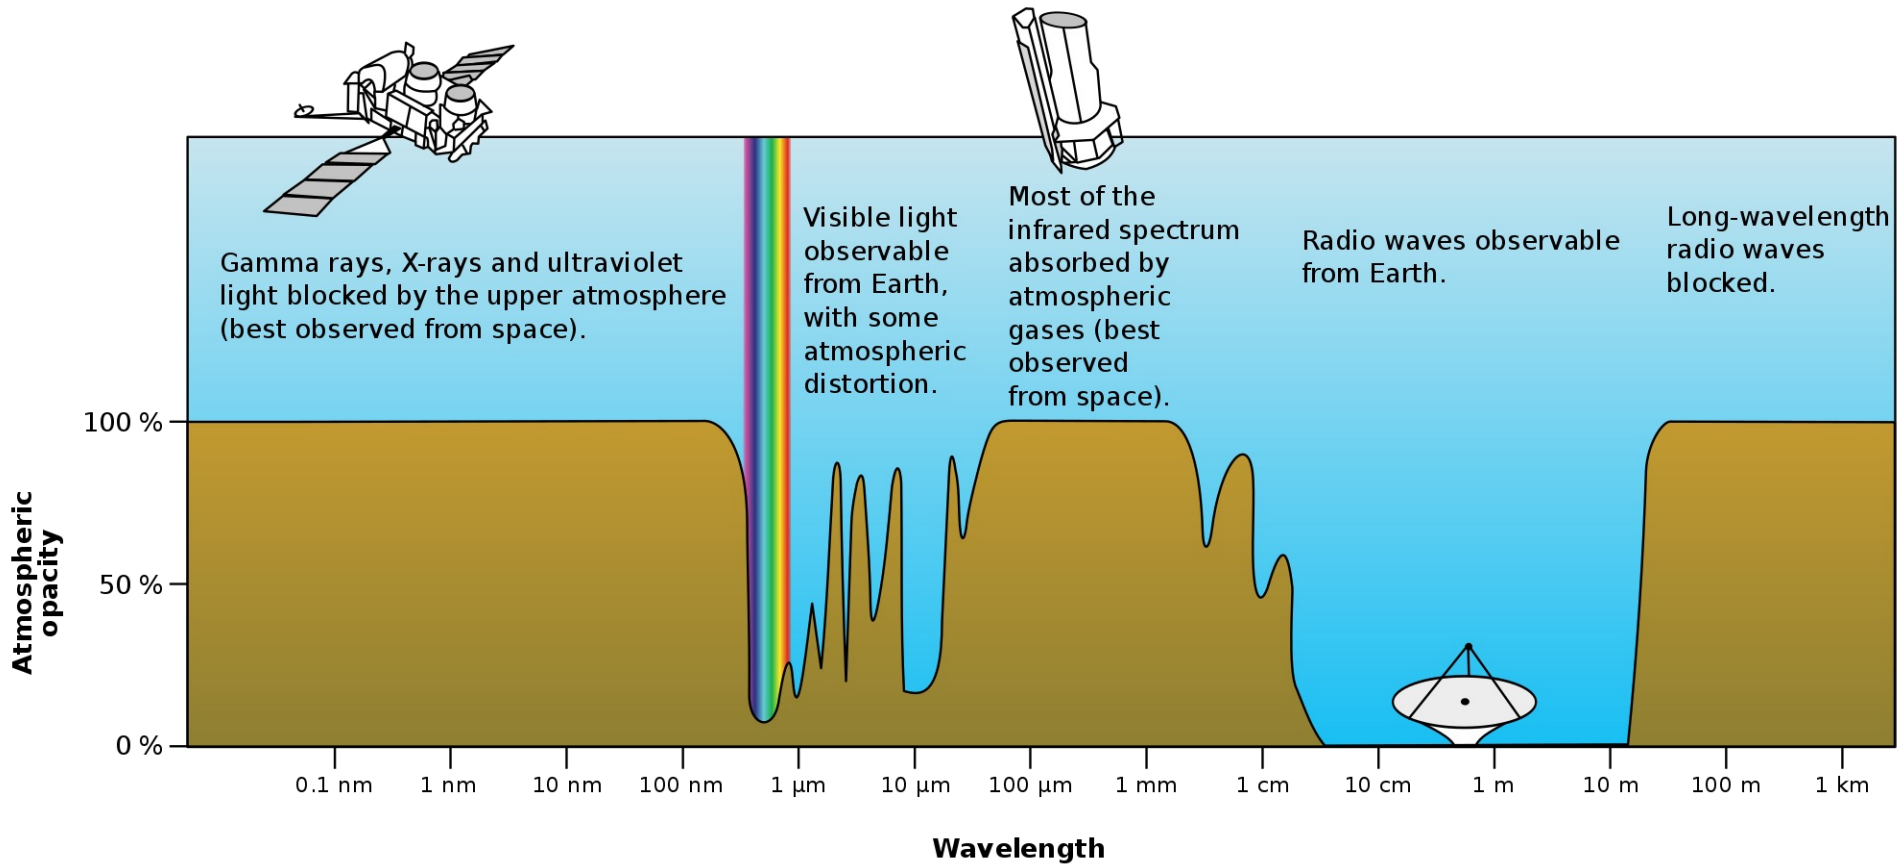 Gamma rays, X-rays and ultraviolet
light blocked by the upper atmosphere
(best observed from space).
Visible light
observable
from Earth,
with some
atmospheric
distortion.
Most of the
infrared spectrum
absorbed by
atmospheric
gases (best
observed
from space).
Radio waves observable
from Earth.
Long-wavelength
radio waves
blocked.
Atmospheric
opacity
100 %
50 %
0 %
0.1 nm 1 nm 10 nm 100 nm 1 μm 10 μm 100 μm 1 mm 1 cm 10 cm 1 m 10 m 100 m 1 km
Wavelength